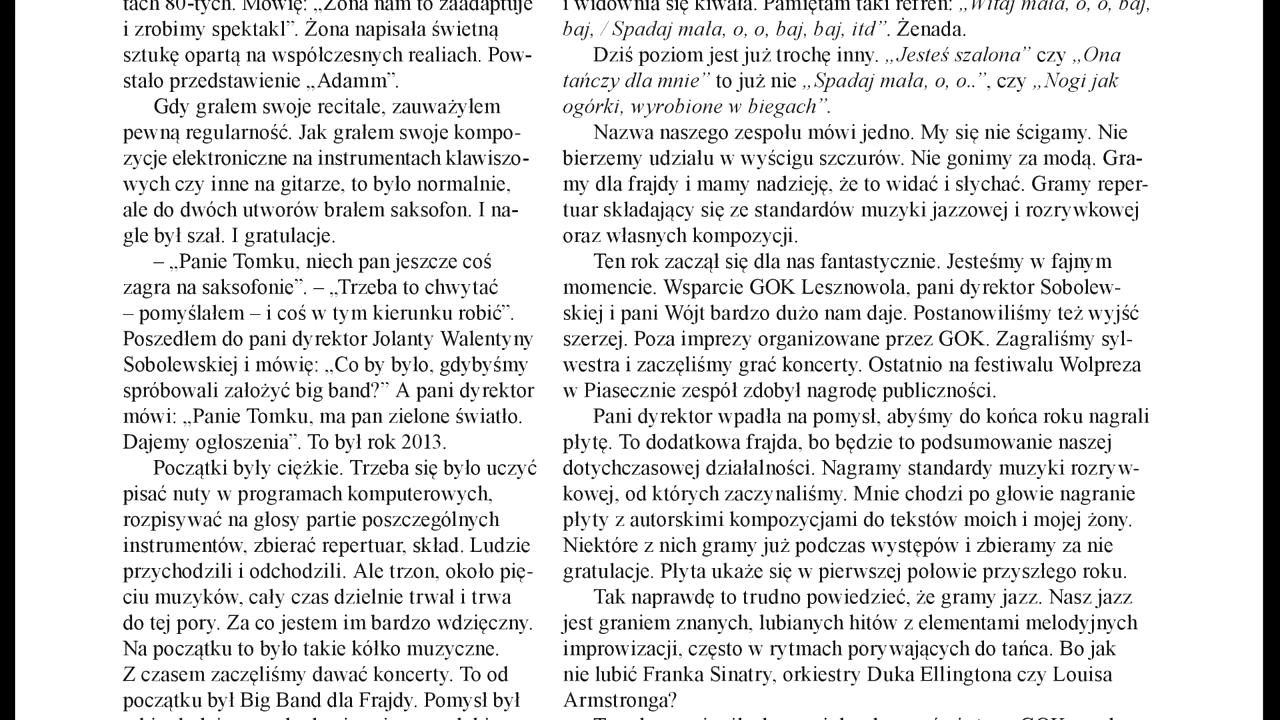 tach 80-tych. Mówię: „Żona nam to zaadaptuje
i zrobimy spektakl”. Żona napisała świetną
sztukę opartą na współczesnych realiach. Pow-
stało przedstawienie „Adamm”.
Gdy grałem swoje recitale, zauważyłem
pewną regularność. Jak grałem swoje kompo-
zycje elektroniczne na instrumentach klawiszo-
wych czy inne na gitarze, to było normalnie,
ale do dwóch utworów brałem saksofon. I na-
gle był szał. I gratulacje.
– „Panie Tomku, niech pan jeszcze coś
zagra na saksofonie”. – „Trzeba to chwytać
– pomyślałem – i coś w tym kierunku robić”.
Poszedłem do pani dyrektor Jolanty Walentyny
Sobolewskiej i mówię: „Co by było, gdybyśmy
spróbowali założyć big band?” A pani dyrektor
mówi: „Panie Tomku, ma pan zielone światło.
Dajemy ogłoszenia”. To był rok 2013.
Początki były ciężkie. Trzeba się było uczyć
pisać nuty w programach komputerowych,
rozpisywać na głosy partie poszczególnych
instrumentów, zbierać repertuar, skład. Ludzie
przychodzili i odchodzili. Ale trzon, około pię-
ciu muzyków, cały czas dzielnie trwał i trwa
do tej pory. Za co jestem im bardzo wdzięczny.
Na początku to było takie kółko muzyczne.
Z czasem zaczęliśmy dawać koncerty. To od
początku był Big Band dla Frajdy. Pomysł był
i widownia się kiwała. Pamiętam taki refren: „Witaj mała, o, o, baj,
baj, / Spadaj mała, o, o, baj, baj, itd”. Żenada.
Dziś poziom jest już trochę inny. „Jesteś szalona” czy „Ona
tańczy dla mnie” to już nie „Spadaj mała, o, o..”, czy „Nogi jak
ogórki, wyrobione w biegach”.
Nazwa naszego zespołu mówi jedno. My się nie ścigamy. Nie
bierzemy udziału w wyścigu szczurów. Nie gonimy za modą. Gra-
my dla frajdy i mamy nadzieję, że to widać i słychać. Gramy reper-
tuar składający się ze standardów muzyki jazzowej i rozrywkowej
oraz własnych kompozycji.
Ten rok zaczął się dla nas fantastycznie. Jesteśmy w fajnym
momencie. Wsparcie GOK Lesznowola, pani dyrektor Sobolew-
skiej i pani Wójt bardzo dużo nam daje. Postanowiliśmy też wyjść
szerzej. Poza imprezy organizowane przez GOK. Zagraliśmy syl-
westra i zaczęliśmy grać koncerty. Ostatnio na festiwalu Wolpreza
w Piasecznie zespół zdobył nagrodę publiczności.
Pani dyrektor wpadła na pomysł, abyśmy do końca roku nagrali
płytę. To dodatkowa frajda, bo będzie to podsumowanie naszej
dotychczasowej działalności. Nagramy standardy muzyki rozryw-
kowej, od których zaczynaliśmy. Mnie chodzi po głowie nagranie
płyty z autorskimi kompozycjami do tekstów moich i mojej żony.
Niektóre z nich gramy już podczas występów i zbieramy za nie
gratulacje. Płyta ukaże się w pierwszej połowie przyszłego roku.
Tak naprawdę to trudno powiedzieć, że gramy jazz. Nasz jazz
jest graniem znanych, lubianych hitów z elementami melodyjnych
improwizacji, często w rytmach porywających do tańca. Bo jak
nie lubić Franka Sinatry, orkiestry Duka Ellingtona czy Louisa
Armstronga?